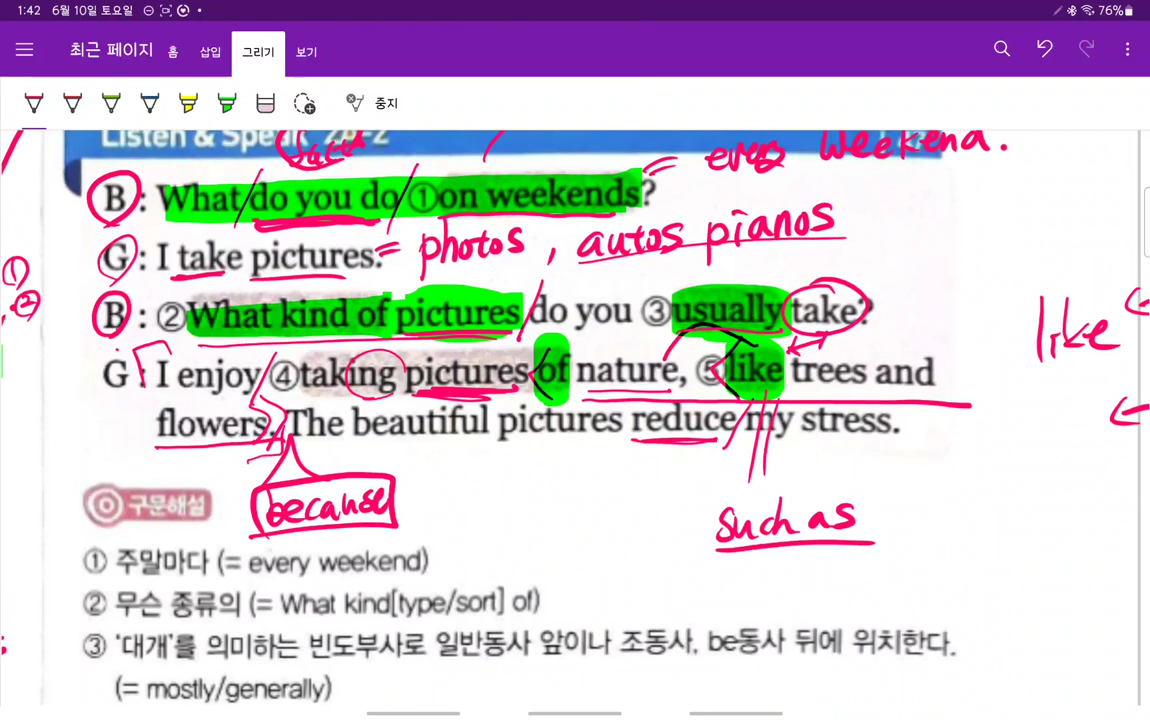 1:42 6월 10일 토요일 76%
최근 페이지 홈 삽입 그리기 보기
중지
Listen & Speak 2
every weekend.
B : What do you do ①on weekends?
G : I take pictures. = photos, autos pianos
① ②
B : ②What kind of pictures do you ③usually take?
like
G : I enjoy ④taking pictures of nature, ⑤like trees and
flowers. The beautiful pictures reduce my stress.
because
such as
구문해설
① 주말마다 (= every weekend)
② 무슨 종류의 (= What kind[type/sort] of)
③ '대개'를 의미하는 빈도부사로 일반동사 앞이나 조동사, be동사 뒤에 위치한다.
(= mostly/generally)